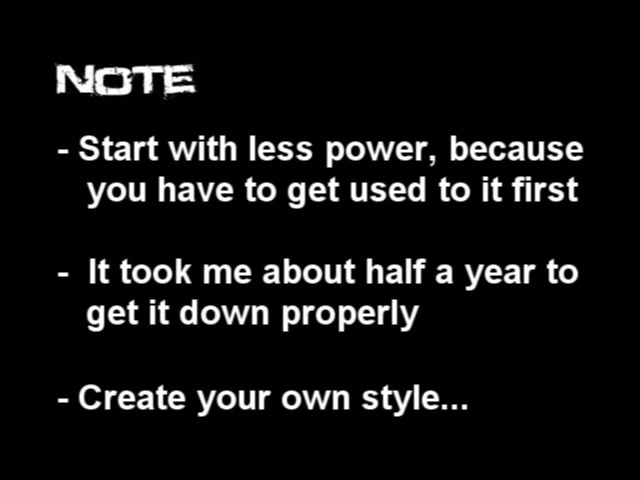 NOTE
- Start with less power, because
you have to get used to it first
- It took me about half a year to
get it down properly
- Create your own style...